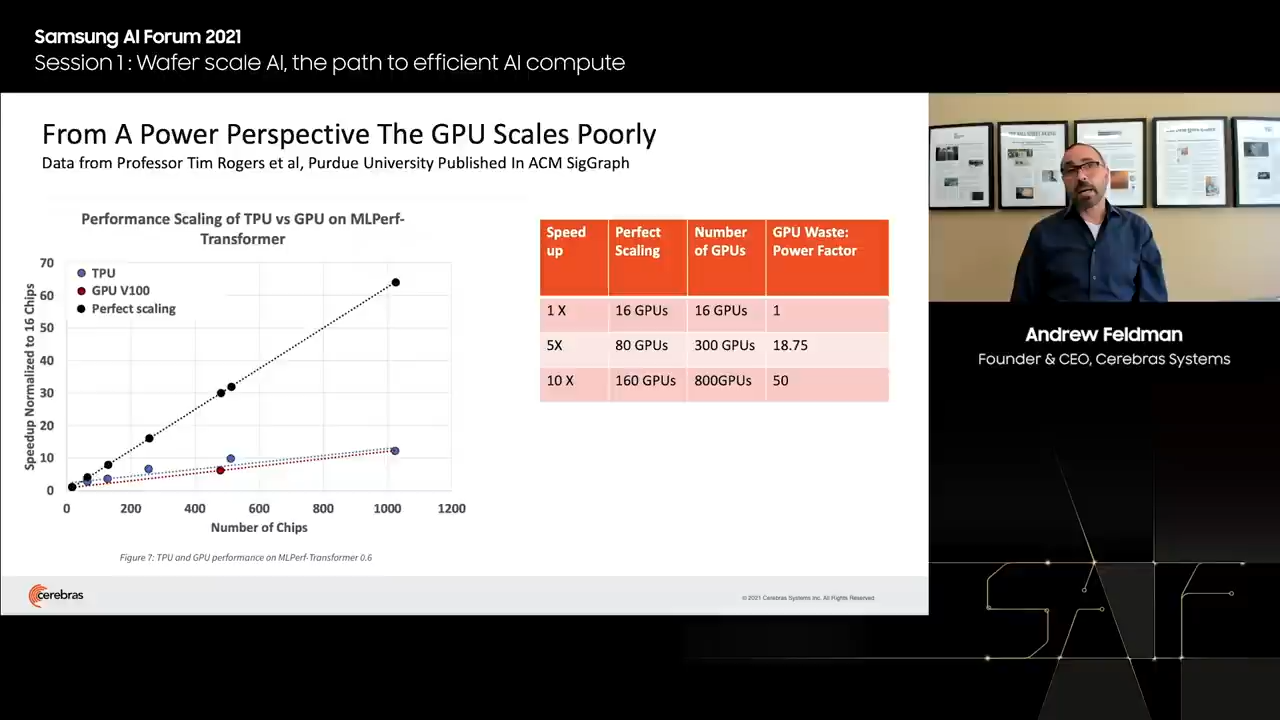 Samsung AI Forum 2021
Session 1 : Wafer scale AI, the path to efficient AI compute
From A Power Perspective The GPU Scales Poorly
Data from Professor Tim Rogers et al, Purdue University Published In ACM SigGraph
Performance Scaling of TPU vs GPU on MLPerf-
Transformer
Speedup Normalized to 16 Chips
70
60
50
40
30
20
10
0
TPU
GPU V100
Perfect scaling
0 200 400 600 800 1000 1200
Number of Chips
Figure 7: TPU and GPU performance on MLPerf-Transformer 0.6
Speed up Perfect Scaling Number of GPUs GPU Waste: Power Factor
1 X 16 GPUs 16 GPUs 1
5X 80 GPUs 300 GPUs 18.75
10 X 160 GPUs 800GPUs 50
cerebras
© 2021 Cerebras Systems Inc. All Rights Reserved
Andrew Feldman
Founder & CEO, Cerebras Systems
SAIF